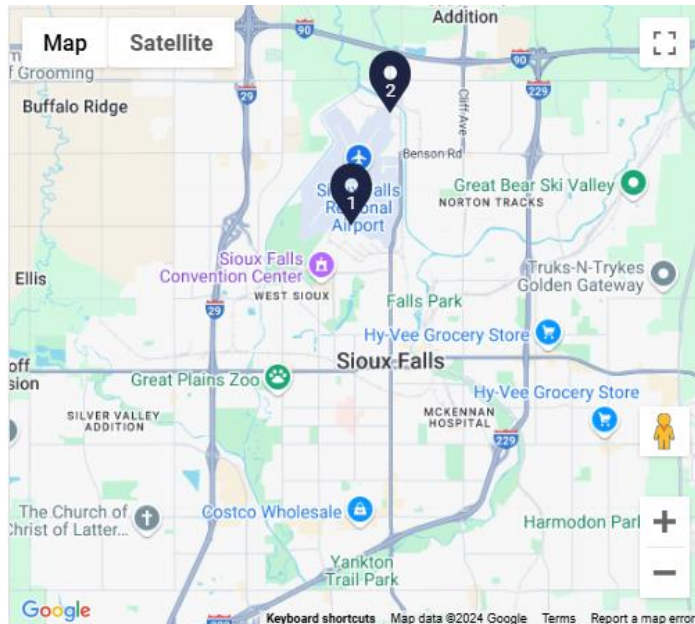 Map
Satellite
Addition
90
90
29
229
of Grooming
Buffalo Ridge
2
Cliff Ave
Benson Rd
1
Regional
Airport
Great Bear Ski Valley
NORTON TRACKS
Sioux Falls
Convention Center
WEST SIOUX
Ellis
29
Falls Park
Truks-N-Trykes
Golden Gateway
Hy-Vee Grocery Store
Sioux Falls
Great Plains Zoo
Hy-Vee Grocery Store
SILVER VALLEY
ADDITION
MCKENNAN
HOSPITAL
229
The Church of
Christ of Latter...
Costco Wholesale
Harmodon Park
Yankton
Trail Park
Google
Keyboard shortcuts
Map data ©2024 Google
Terms
Report a map error